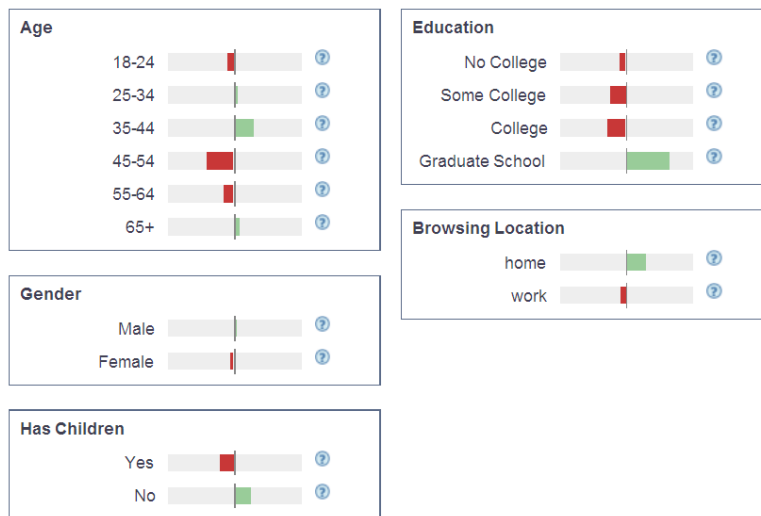 Age
18-24
?
25-34
?
35-44
?
45-54
?
55-64
?
65+
?
Gender
Male
?
Female
?
Has Children
Yes
?
No
?
Education
No College
?
Some College
?
College
?
Graduate School
?
Browsing Location
home
?
work
?